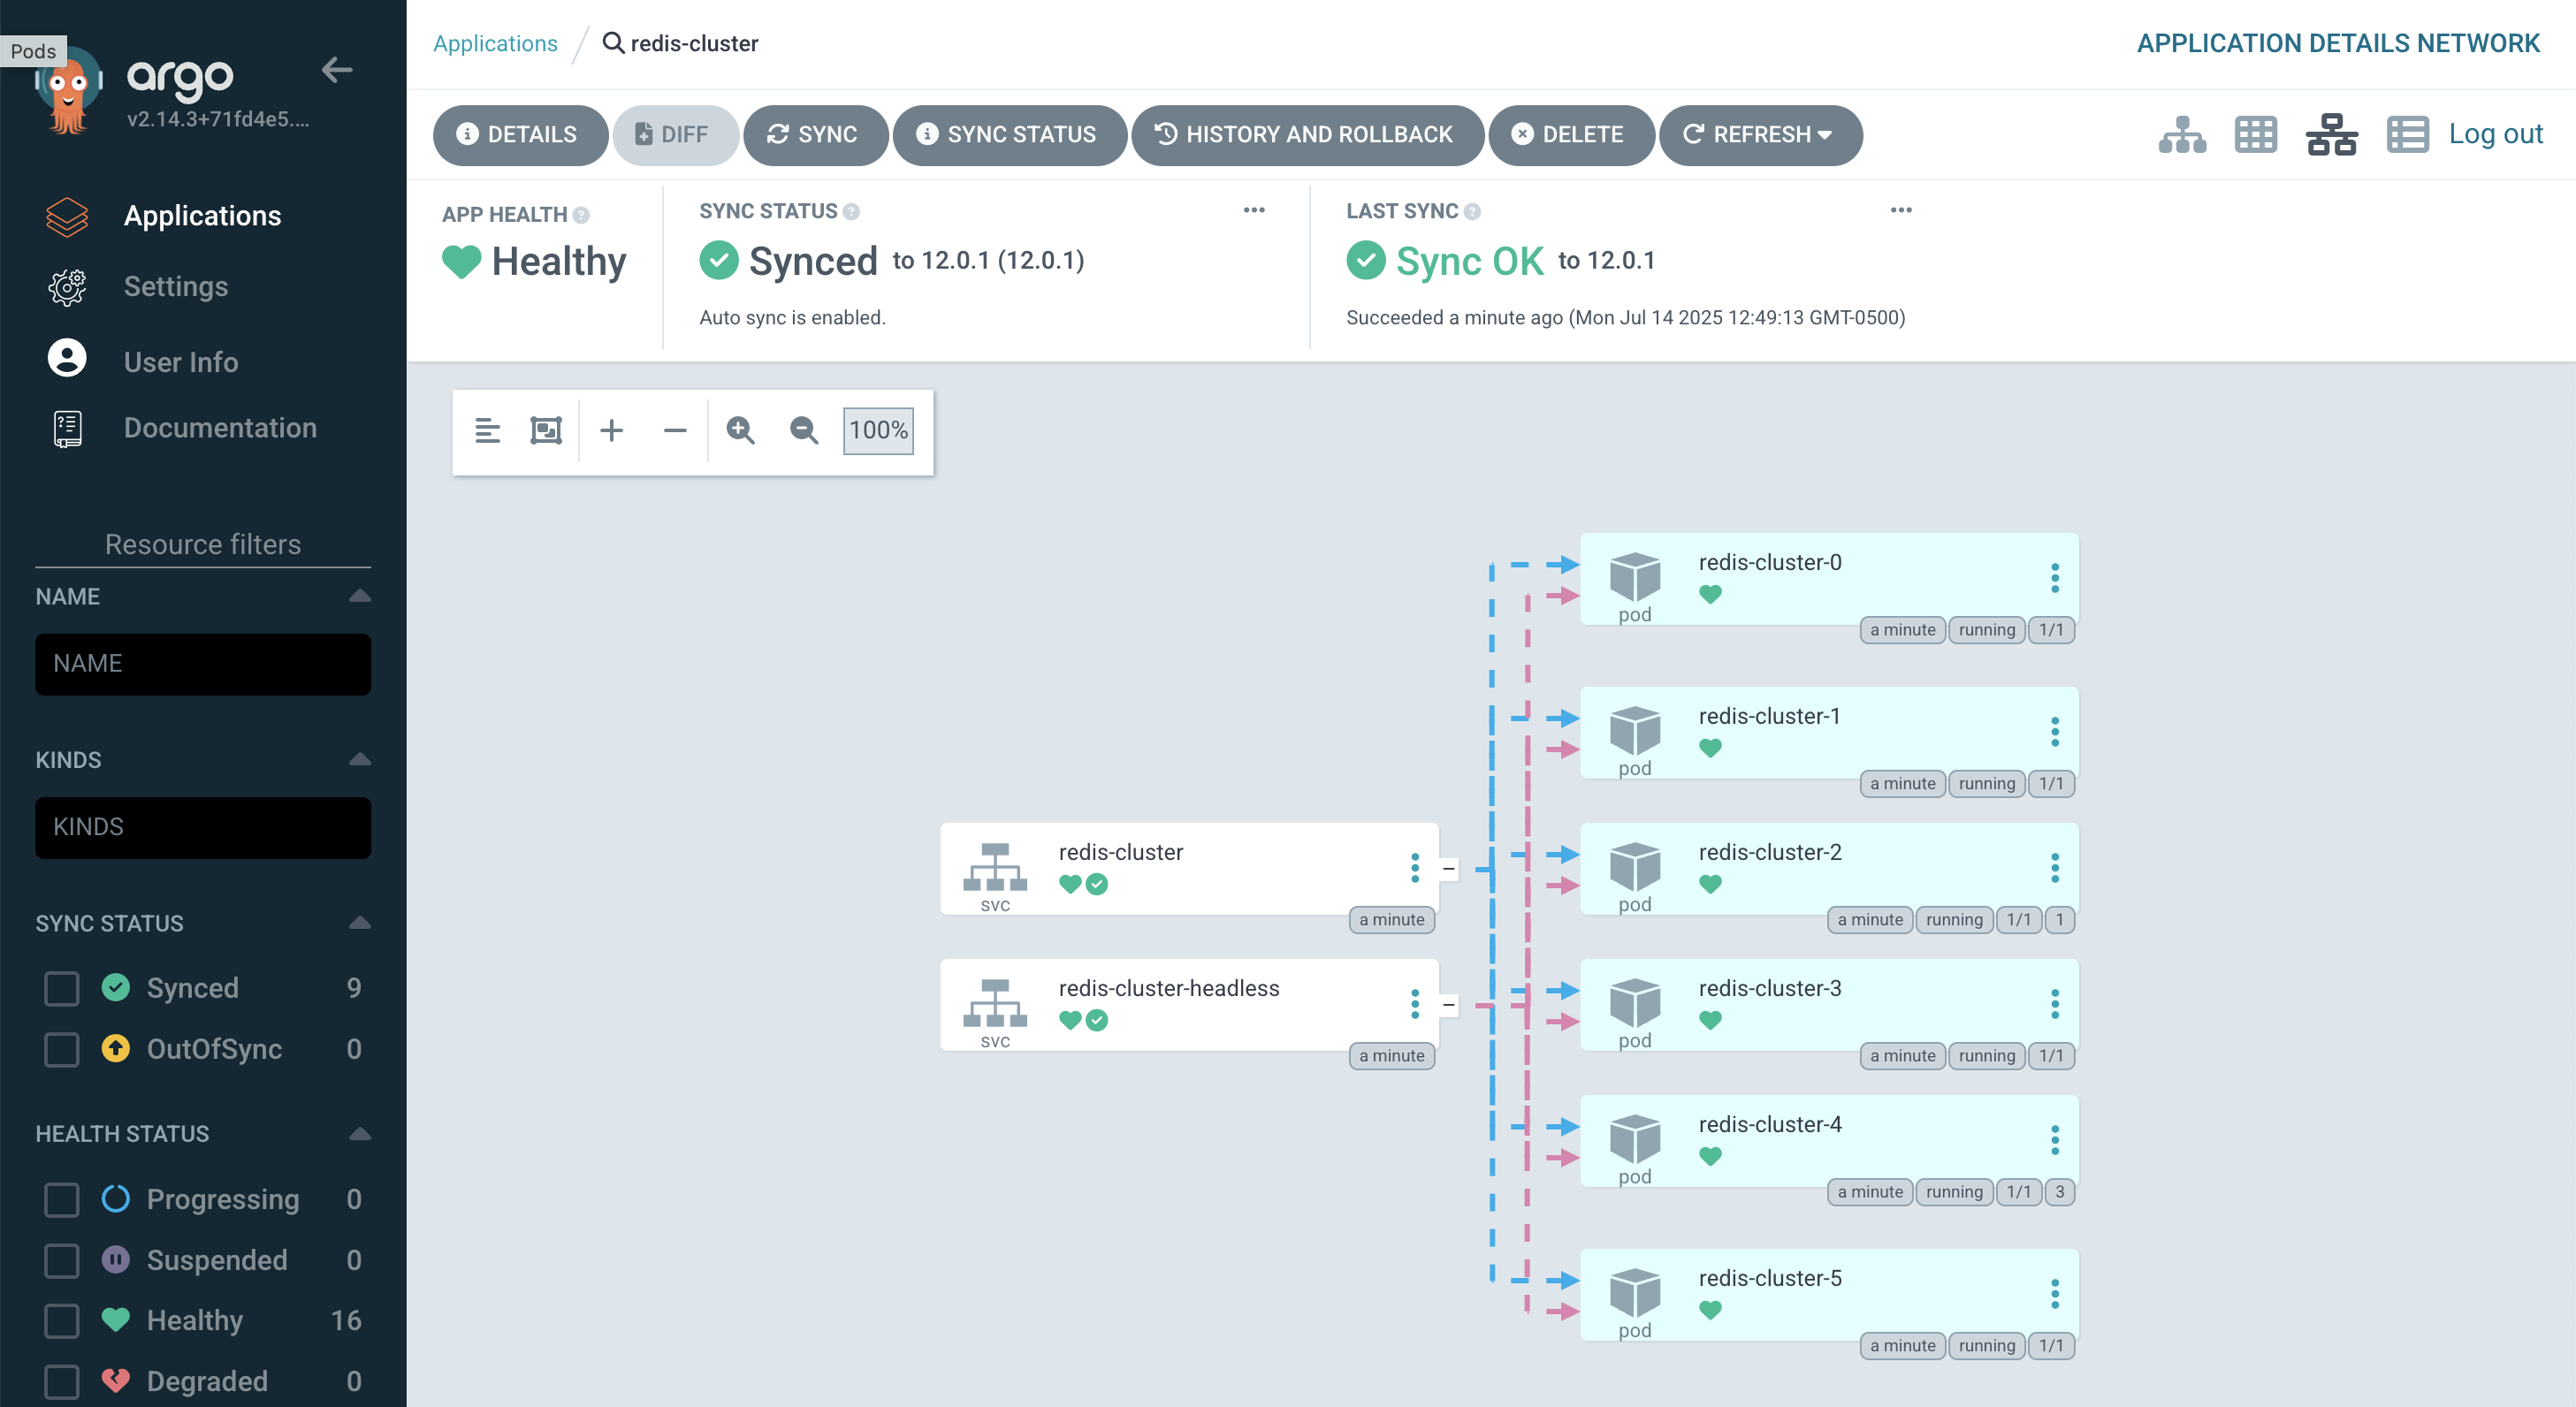 Pods
argo
v2.14.3+71fd4e5....
Applications
Settings
User Info
Documentation
Resource filters
NAME
NAME
KINDS
KINDS
SYNC STATUS
Synced 9
OutOfSync 0
HEALTH STATUS
Progressing 0
Suspended 0
Healthy 16
Degraded 0
Applications / redis-cluster
APPLICATION DETAILS NETWORK
DETAILS DIFF SYNC SYNC STATUS HISTORY AND ROLLBACK DELETE REFRESH
Log out
APP HEALTH ?
Healthy
SYNC STATUS ?
Synced to 12.0.1 (12.0.1)
Auto sync is enabled.
LAST SYNC ?
Sync OK to 12.0.1
Succeeded a minute ago (Mon Jul 14 2025 12:49:13 GMT-0500)
100%
redis-cluster
svc
a minute
redis-cluster-headless
svc
a minute
redis-cluster-0
pod
a minute running 1/1
redis-cluster-1
pod
a minute running 1/1
redis-cluster-2
pod
a minute running 1/1 1
redis-cluster-3
pod
a minute running 1/1
redis-cluster-4
pod
a minute running 1/1 3
redis-cluster-5
pod
a minute running 1/1